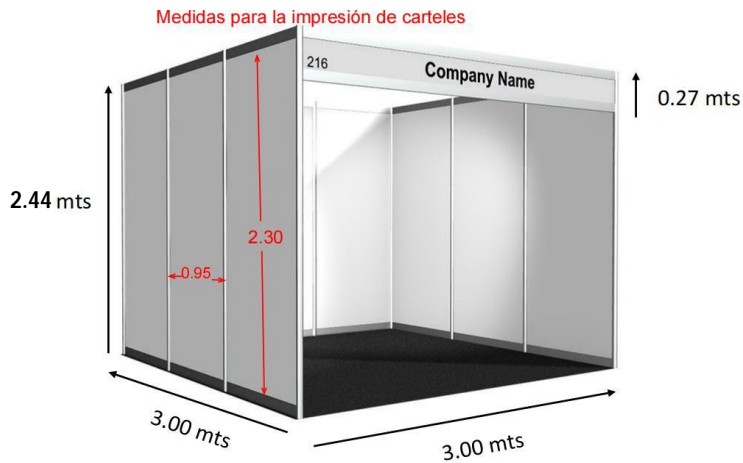 Medidas para la impresión de carteles
216
Company Name
0.27 mts
2.44 mts
2.30
0.95
3.00 mts
3.00 mts